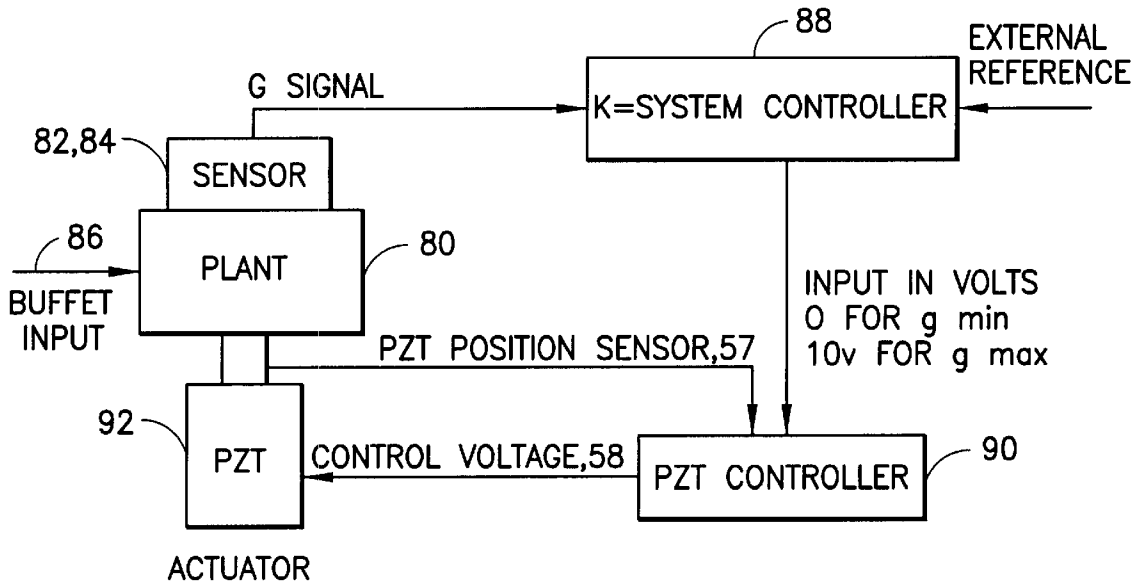 88
EXTERNAL
REFERENCE
G SIGNAL
K=SYSTEM CONTROLLER
82,84
SENSOR
86
PLANT
80
BUFFET
INPUT
INPUT IN VOLTS
0 FOR g min
10v FOR g max
PZT POSITION SENSOR,57
92
PZT
CONTROL VOLTAGE,58
PZT CONTROLLER
90
ACTUATOR